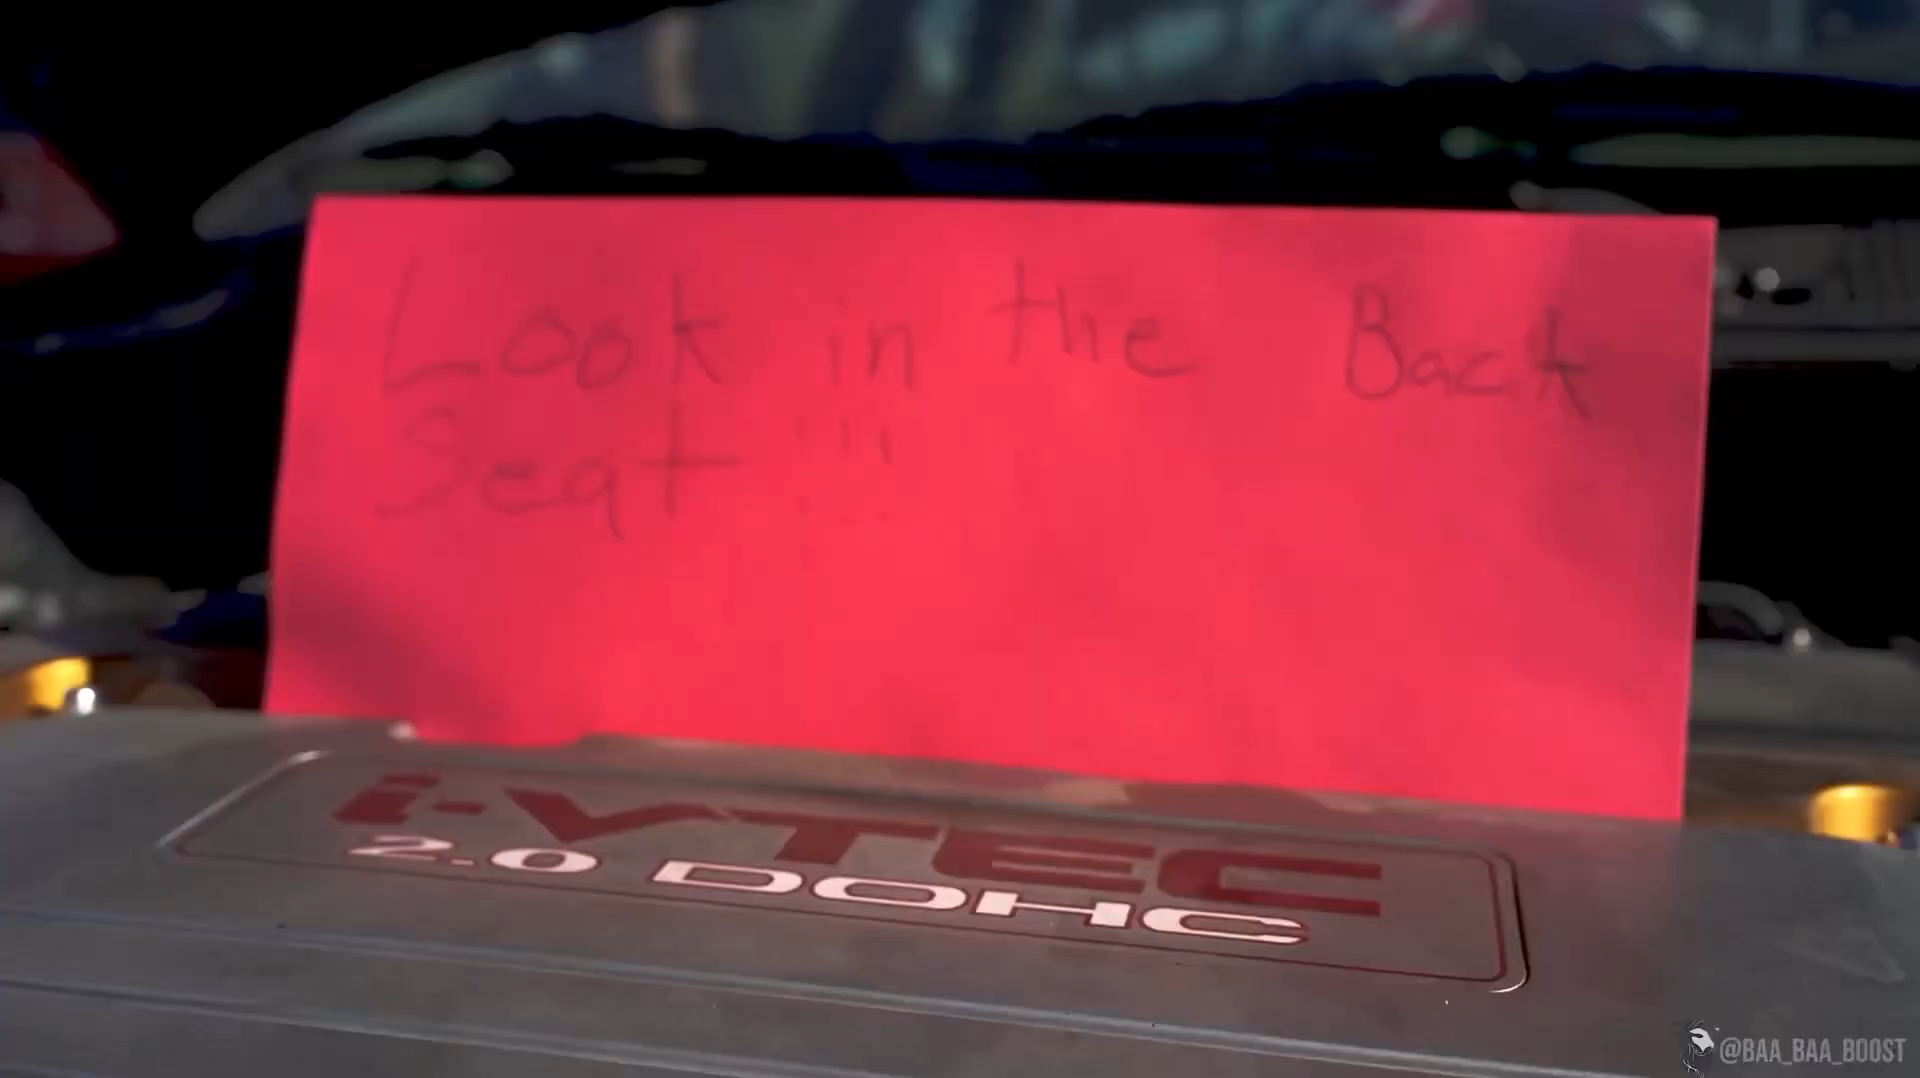 Look in the Back
Seat !!!
i-VTEC
2.0 DOHC
@BAA_BAA_BOOST